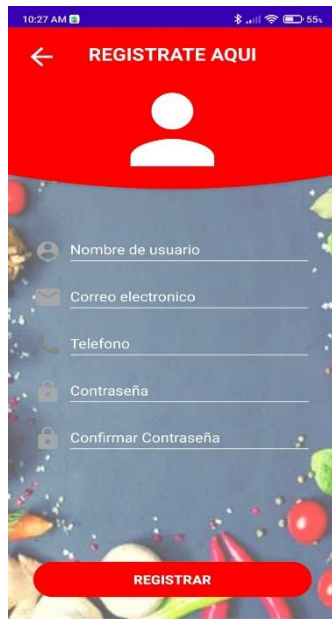 10:27 AM 55%
REGISTRATE AQUI
Nombre de usuario
Correo electronico
Telefono
Contraseña
Confirmar Contraseña
REGISTRAR